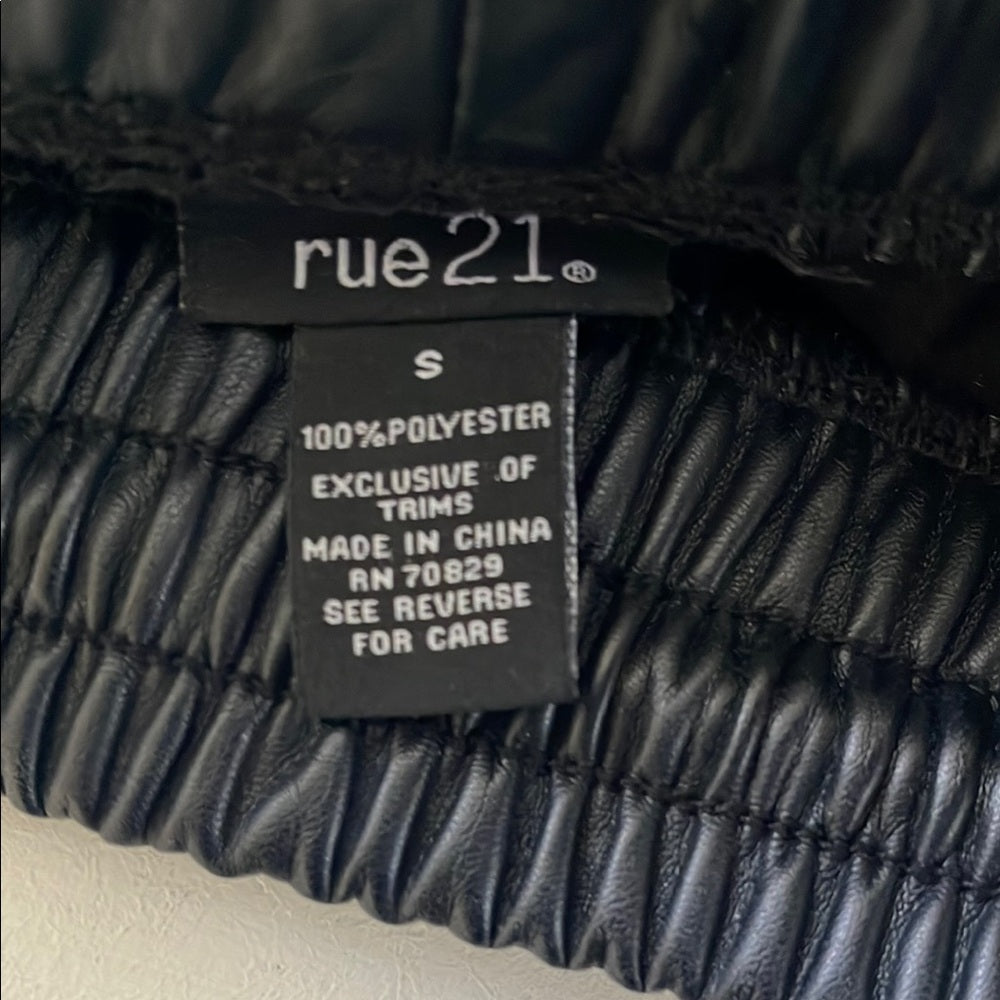 rue21®
S
100%POLYESTER
EXCLUSIVE OF
TRIMS
MADE IN CHINA
RN 70829
SEE REVERSE
FOR CARE